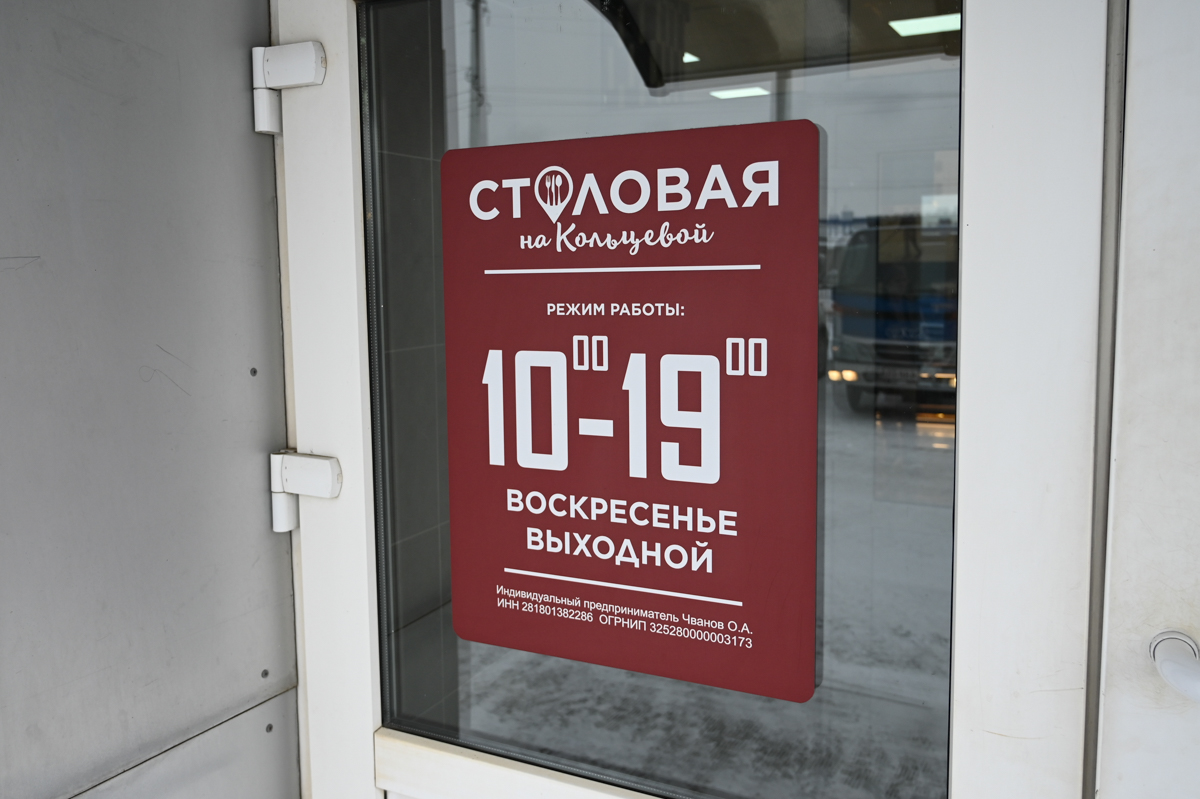 СТОЛОВАЯ
на Кольцевой
РЕЖИМ РАБОТЫ:
10⁰⁰-19⁰⁰
ВОСКРЕСЕНЬЕ
ВЫХОДНОЙ
Индивидуальный предприниматель Чванов О.А.
ИНН 281801382286 ОГРНИП 325280000003173